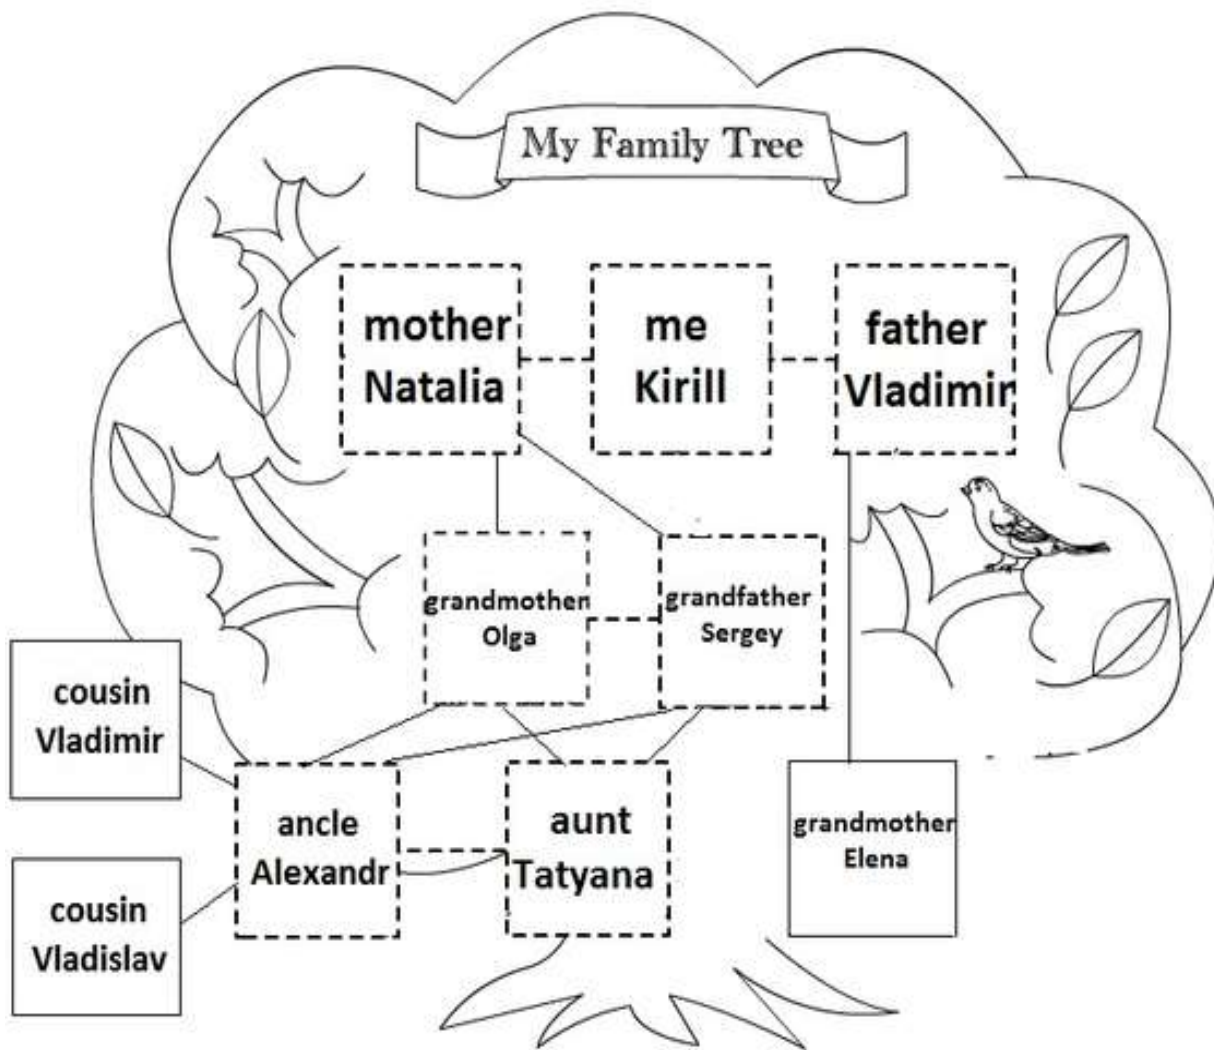 My Family Tree
mother
Natalia
me
Kirill
father
Vladimir
grandmother
Olga
grandfather
Sergey
cousin
Vladimir
ancle
Alexandr
aunt
Tatyana
grandmother
Elena
cousin
Vladislav